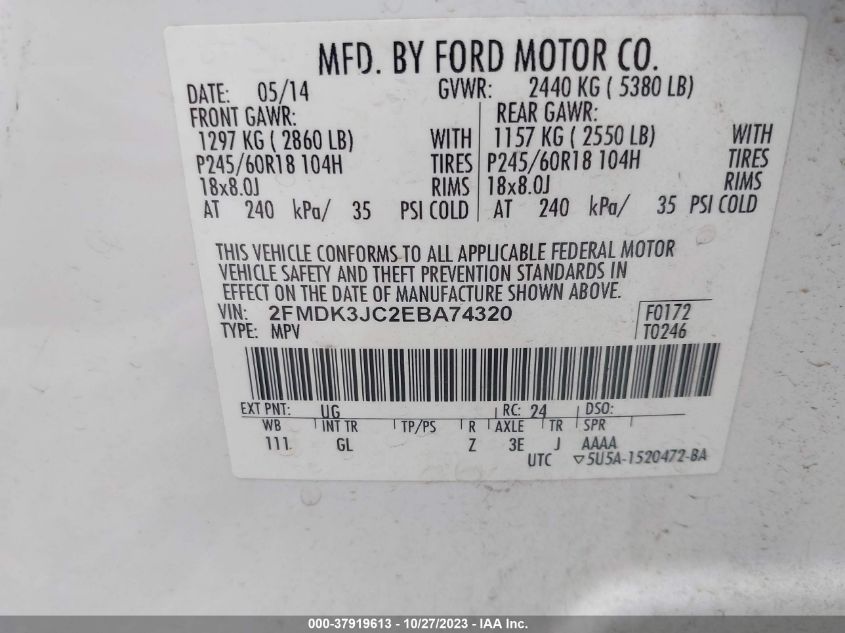 MFD. BY FORD MOTOR CO.
DATE: 05/14 GVWR: 2440 KG ( 5380 LB)
FRONT GAWR: REAR GAWR:
1297 KG ( 2860 LB) WITH 1157 KG ( 2550 LB) WITH
P245/60R18 104H TIRES P245/60R18 104H TIRES
18x8.0J RIMS 18x8.0J RIMS
AT 240 kPa/ 35 PSI COLD AT 240 kPa/ 35 PSI COLD
THIS VEHICLE CONFORMS TO ALL APPLICABLE FEDERAL MOTOR
VEHICLE SAFETY AND THEFT PREVENTION STANDARDS IN
EFFECT ON THE DATE OF MANUFACTURE SHOWN ABOVE.
VIN: 2FMDK3JC2EBA74320 F0172
TYPE: MPV T0246
EXT PNT: UG RC: 24 DSO:
WB INT TR TP/PS R AXLE TR SPR
111 GL Z 3E J AAAA
UTC ▽5U5A-1520472-BA
000-37919613 - 10/27/2023 - IAA Inc.